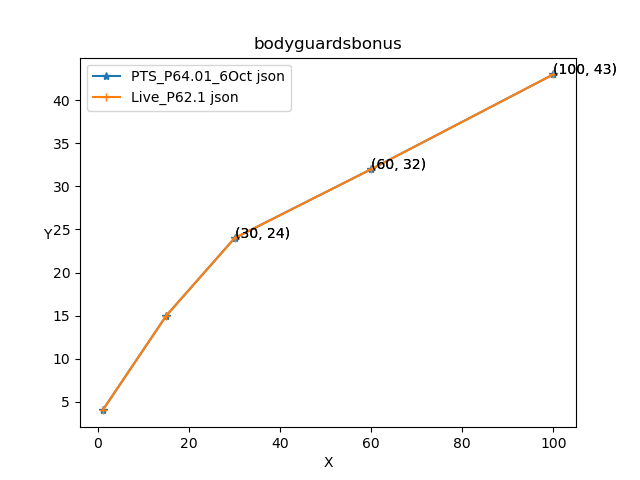 bodyguardsbonus
PTS_P64.01_6Oct json
Live_P62.1 json
(100, 43)
(60, 32)
(30, 24)
Y
40
35
30
25
20
15
10
5
0 20 40 60 80 100
X